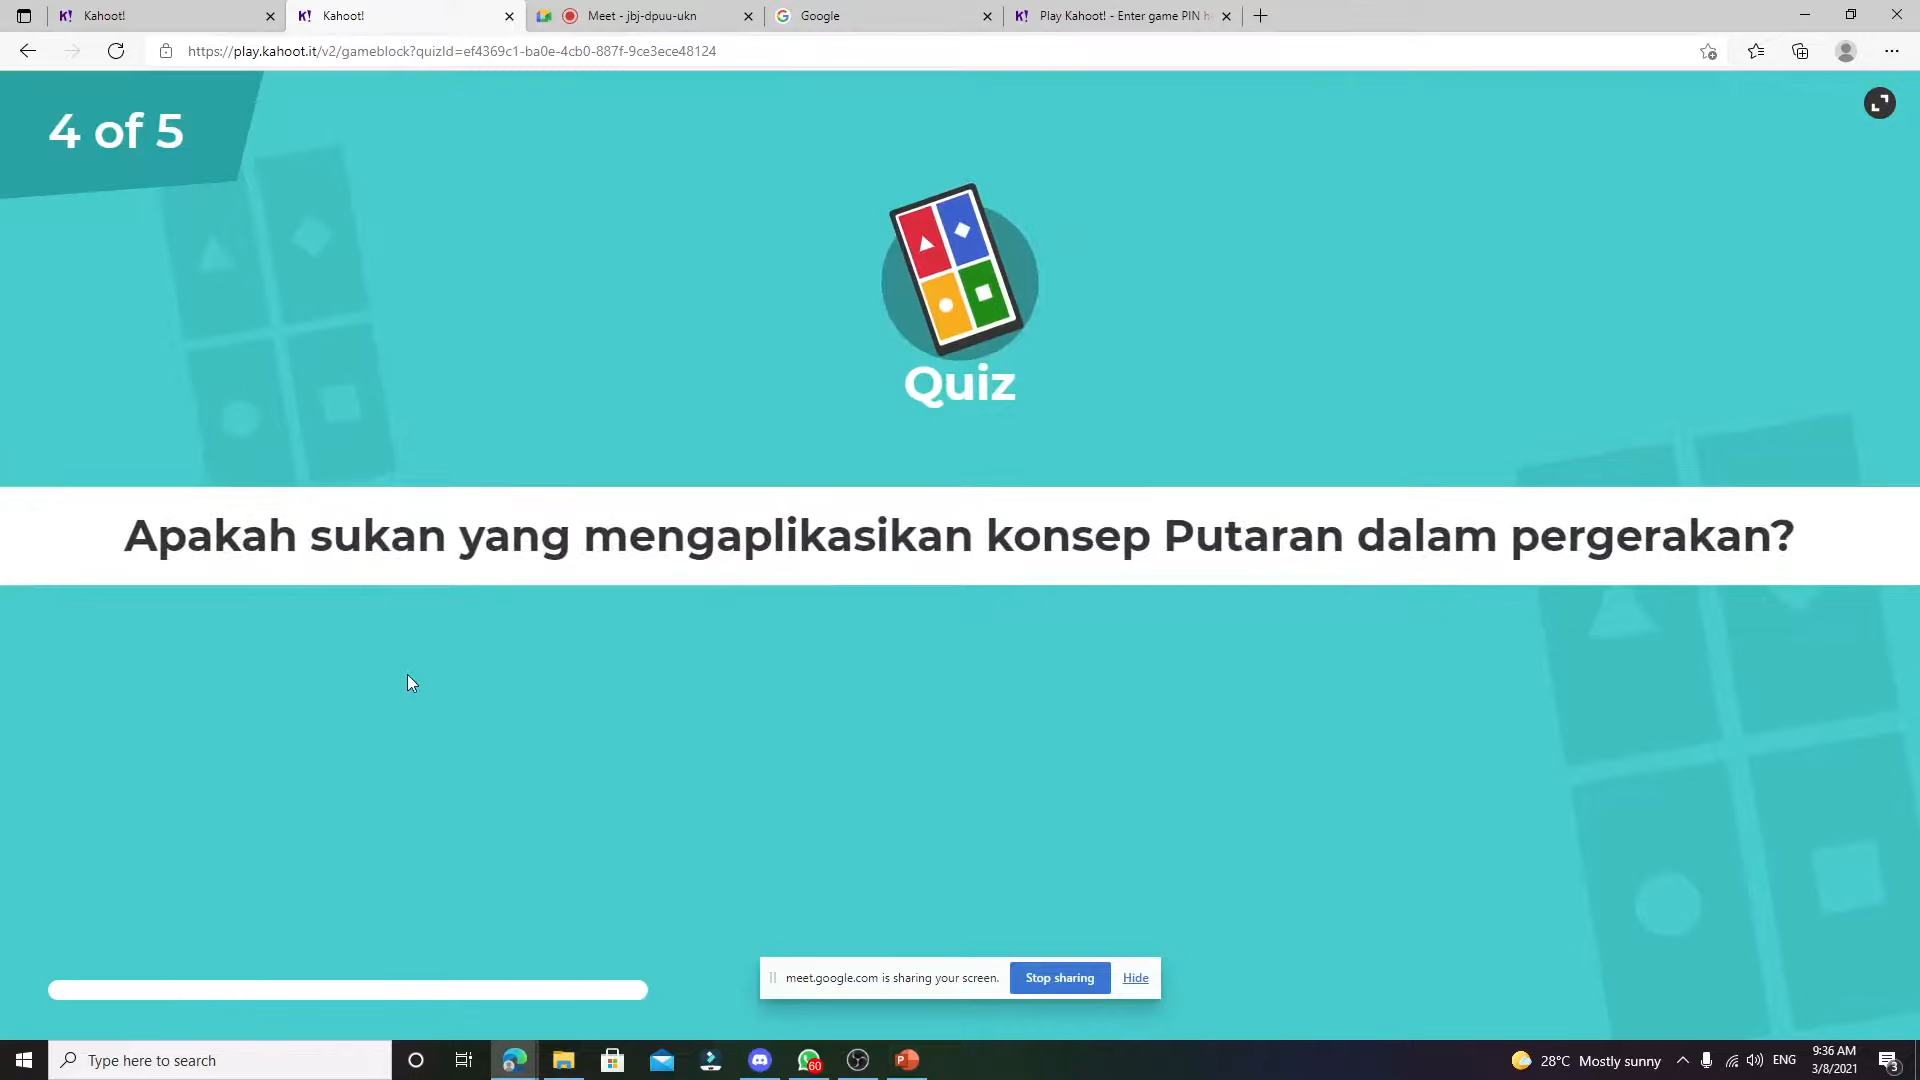 Kahoot!
Kahoot!
Meet - jbj-dpuu-ukn
Google
Play Kahoot! - Enter game PIN h
https://play.kahoot.it/v2/gameblock?quizId=ef4369c1-ba0e-4cb0-887f-9ce3ece48124
4 of 5
Quiz
Apakah sukan yang mengaplikasikan konsep Putaran dalam pergerakan?
meet.google.com is sharing your screen.
Stop sharing
Hide
Type here to search
60
28°C Mostly sunny
ENG
9:36 AM
3/8/2021
3